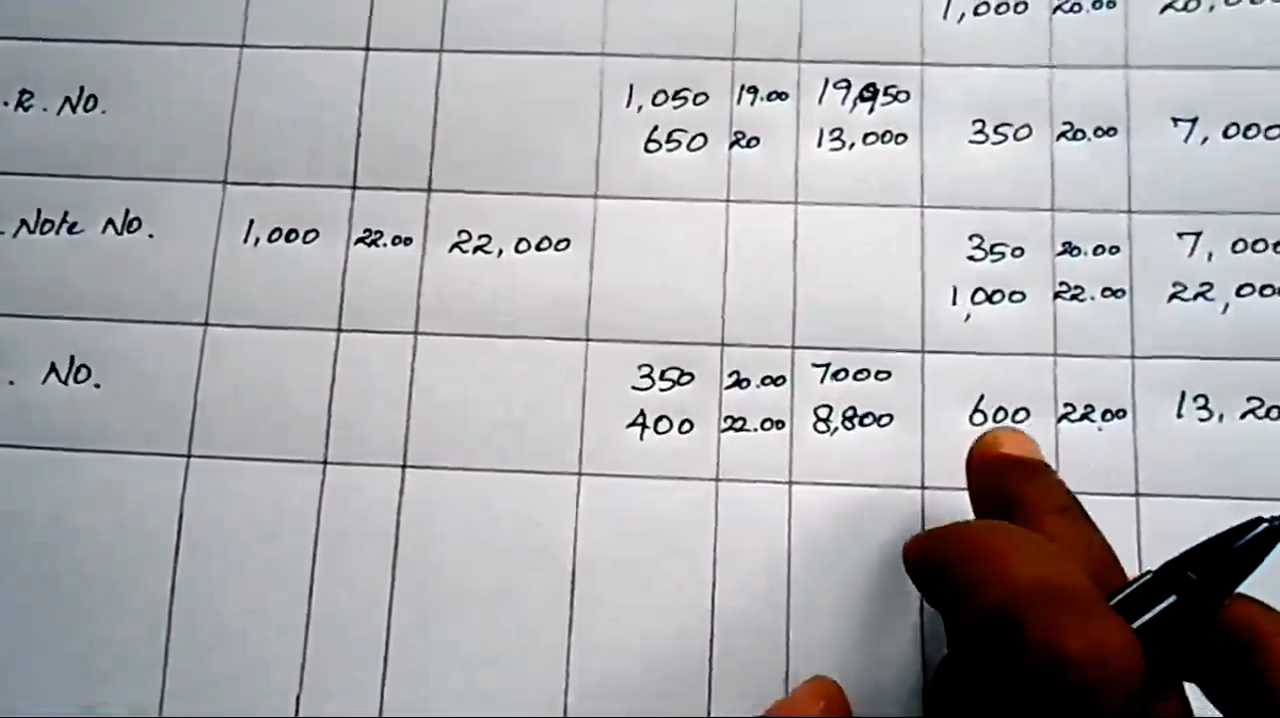 1,000 20.00 20,
.R. No. 1,050 19.00 19,950
650 20 13,000 350 20.00 7,000
. Note No. 1,000 22.00 22,000 350 20.00 7,00
1,000 22.00 22,00
. No. 350 20.00 7000
400 22.00 8,800 600 22.00 13,20